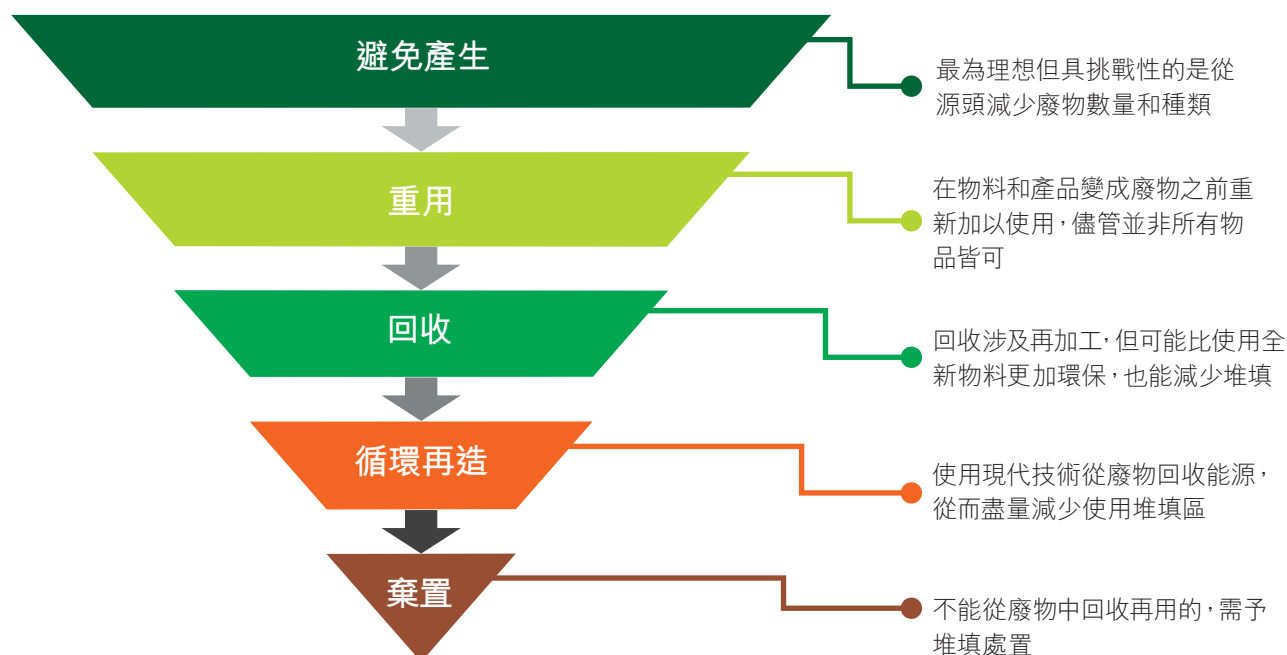 避免產生
最為理想但具挑戰性的是從
源頭減少廢物數量和種類
重用
在物料和產品變成廢物之前重
新加以使用，儘管並非所有物
品皆可
回收
回收涉及再加工，但可能比使用全
新物料更加環保，也能減少堆填
循環再造
使用現代技術從廢物回收能源，
從而盡量減少使用堆填區
棄置
不能從廢物中回收再用的，需予
堆填處置